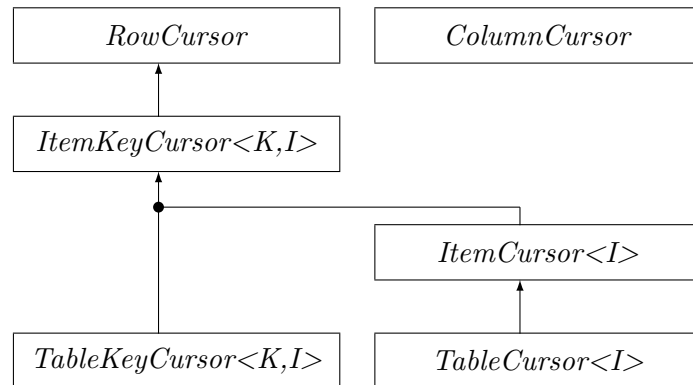 RowCursor
ColumnCursor
ItemKeyCursor<K,I>
ItemCursor<I>
TableKeyCursor<K,I>
TableCursor<I>